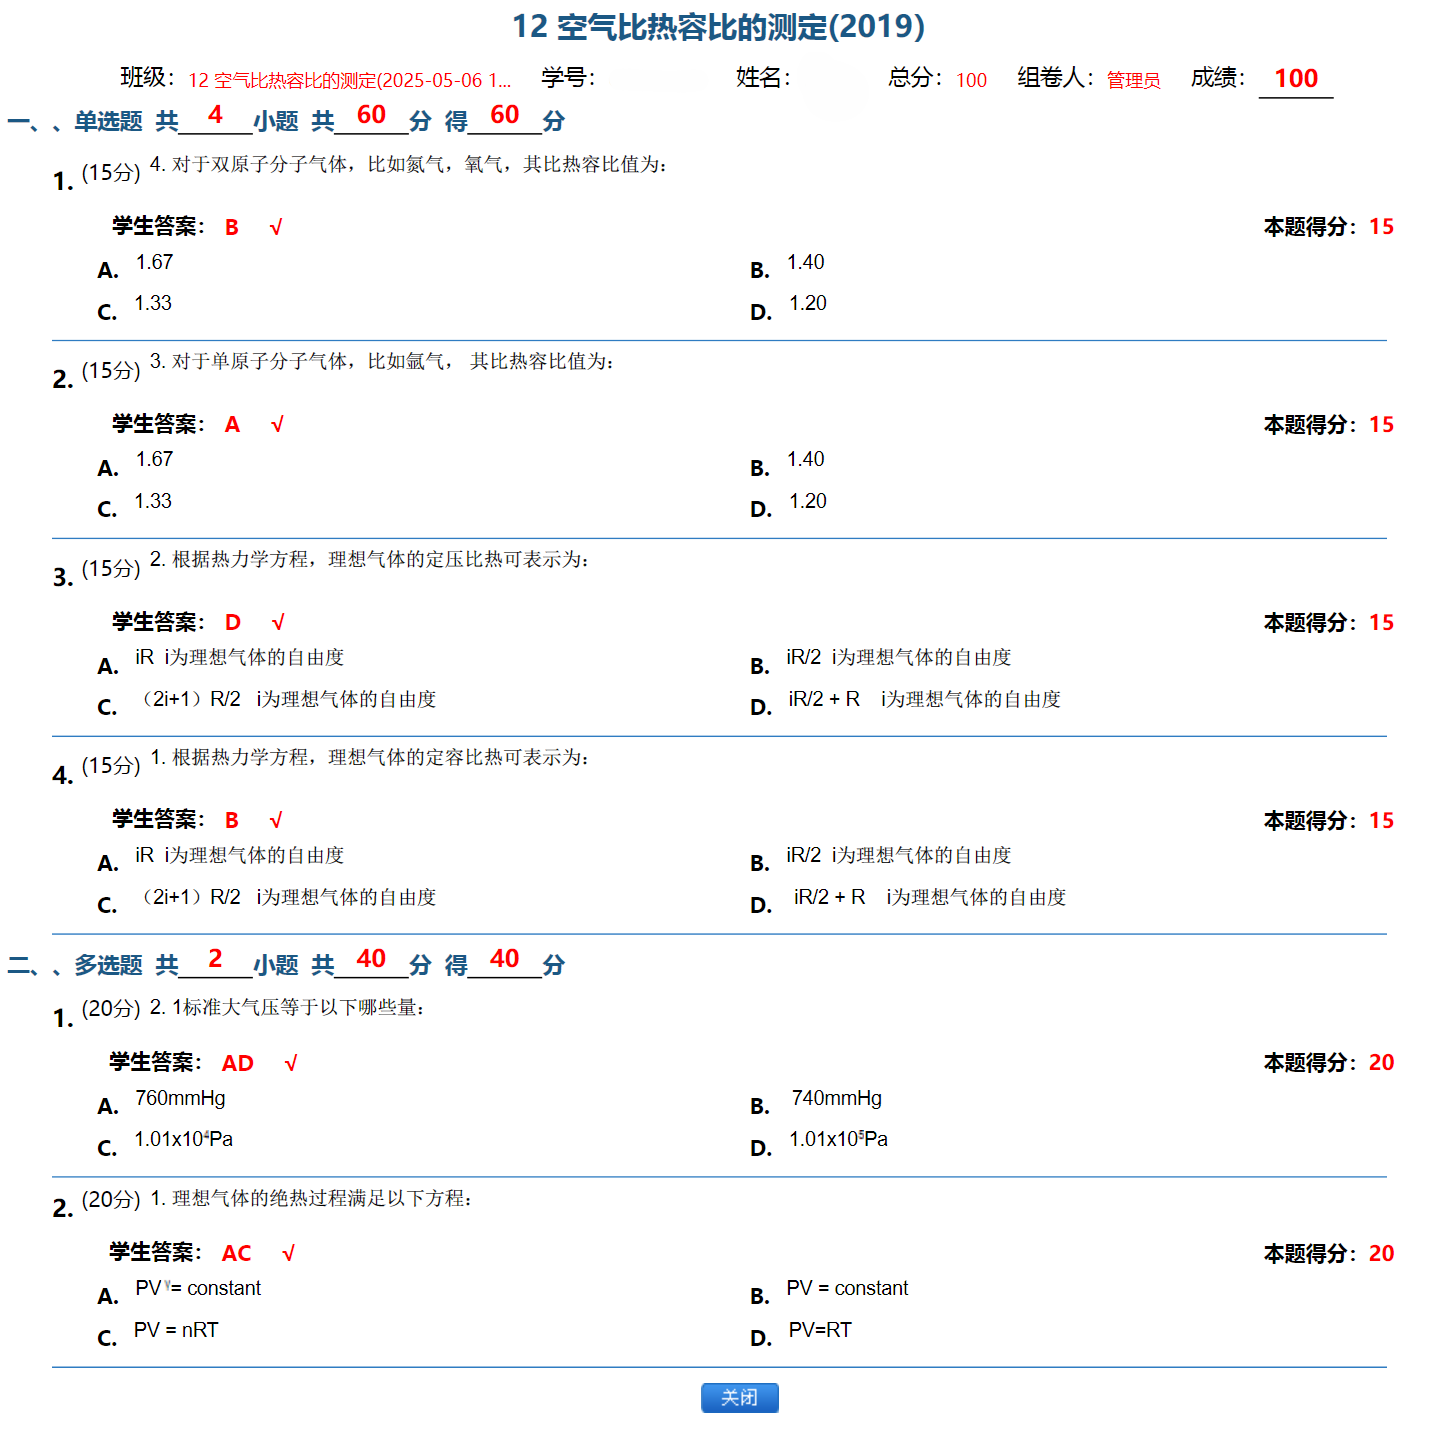 12 空气比热容比的测定(2019)
班级： 12 空气比热容比的测定(2025-05-06 1... 学号： 姓名： 总分：100 组卷人：管理员 成绩： 100
一、、单选题 共 4 小题 共 60 分 得 60 分
1. (15分) 4. 对于双原子分子气体，比如氮气，氧气，其比热容比值为：
学生答案： B √ 本题得分：15
A. 1.67 B. 1.40
C. 1.33 D. 1.20
2. (15分) 3. 对于单原子分子气体，比如氩气， 其比热容比值为：
学生答案： A √ 本题得分：15
A. 1.67 B. 1.40
C. 1.33 D. 1.20
3. (15分) 2. 根据热力学方程，理想气体的定压比热可表示为：
学生答案： D √ 本题得分：15
A. iR i为理想气体的自由度 B. iR/2 i为理想气体的自由度
C. （2i+1）R/2 i为理想气体的自由度 D. iR/2 + R i为理想气体的自由度
4. (15分) 1. 根据热力学方程，理想气体的定容比热可表示为：
学生答案： B √ 本题得分：15
A. iR i为理想气体的自由度 B. iR/2 i为理想气体的自由度
C. （2i+1）R/2 i为理想气体的自由度 D. iR/2 + R i为理想气体的自由度
二、、多选题 共 2 小题 共 40 分 得 40 分
1. (20分) 2. 1标准大气压等于以下哪些量：
学生答案： AD √ 本题得分：20
A. 760mmHg B. 740mmHg
C. 1.01x10⁴Pa D. 1.01x10⁵Pa
2. (20分) 1. 理想气体的绝热过程满足以下方程：
学生答案： AC √ 本题得分：20
A. PVᵞ= constant B. PV = constant
C. PV = nRT D. PV=RT
关闭